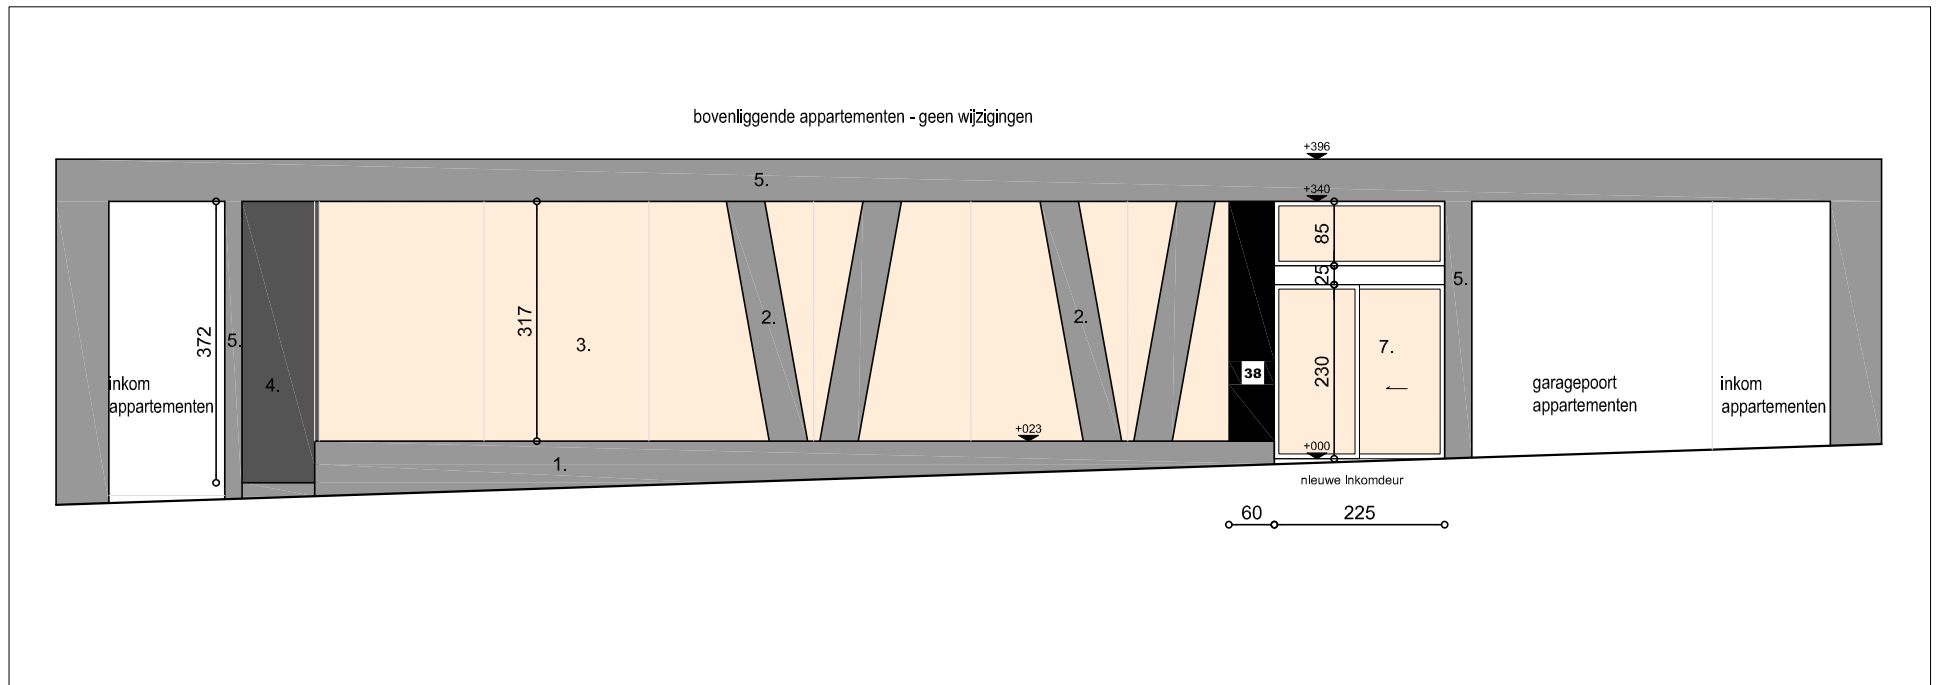 bovenliggende appartementen - geen wijzigingen
+396
5.
+340
85
25
5.
317
2.
2.
372
5.
3.
7.
230
38
4.
inkom
appartementen
garagepoort
appartementen
inkom
appartementen
+023
+000
1.
nieuwe Inkomdeur
60
225